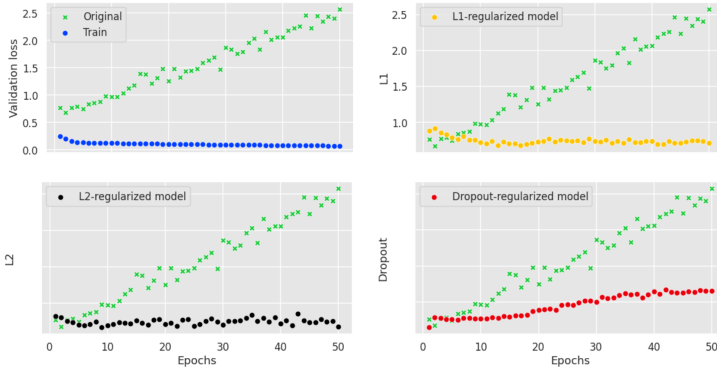 Original
Train
Validation loss
2.5
2.0
1.5
1.0
0.5
0.0
L1-regularized model
L1
2.5
2.0
1.5
1.0
L2-regularized model
L2
0 10 20 30 40 50
Epochs
Dropout-regularized model
Dropout
0 10 20 30 40 50
Epochs